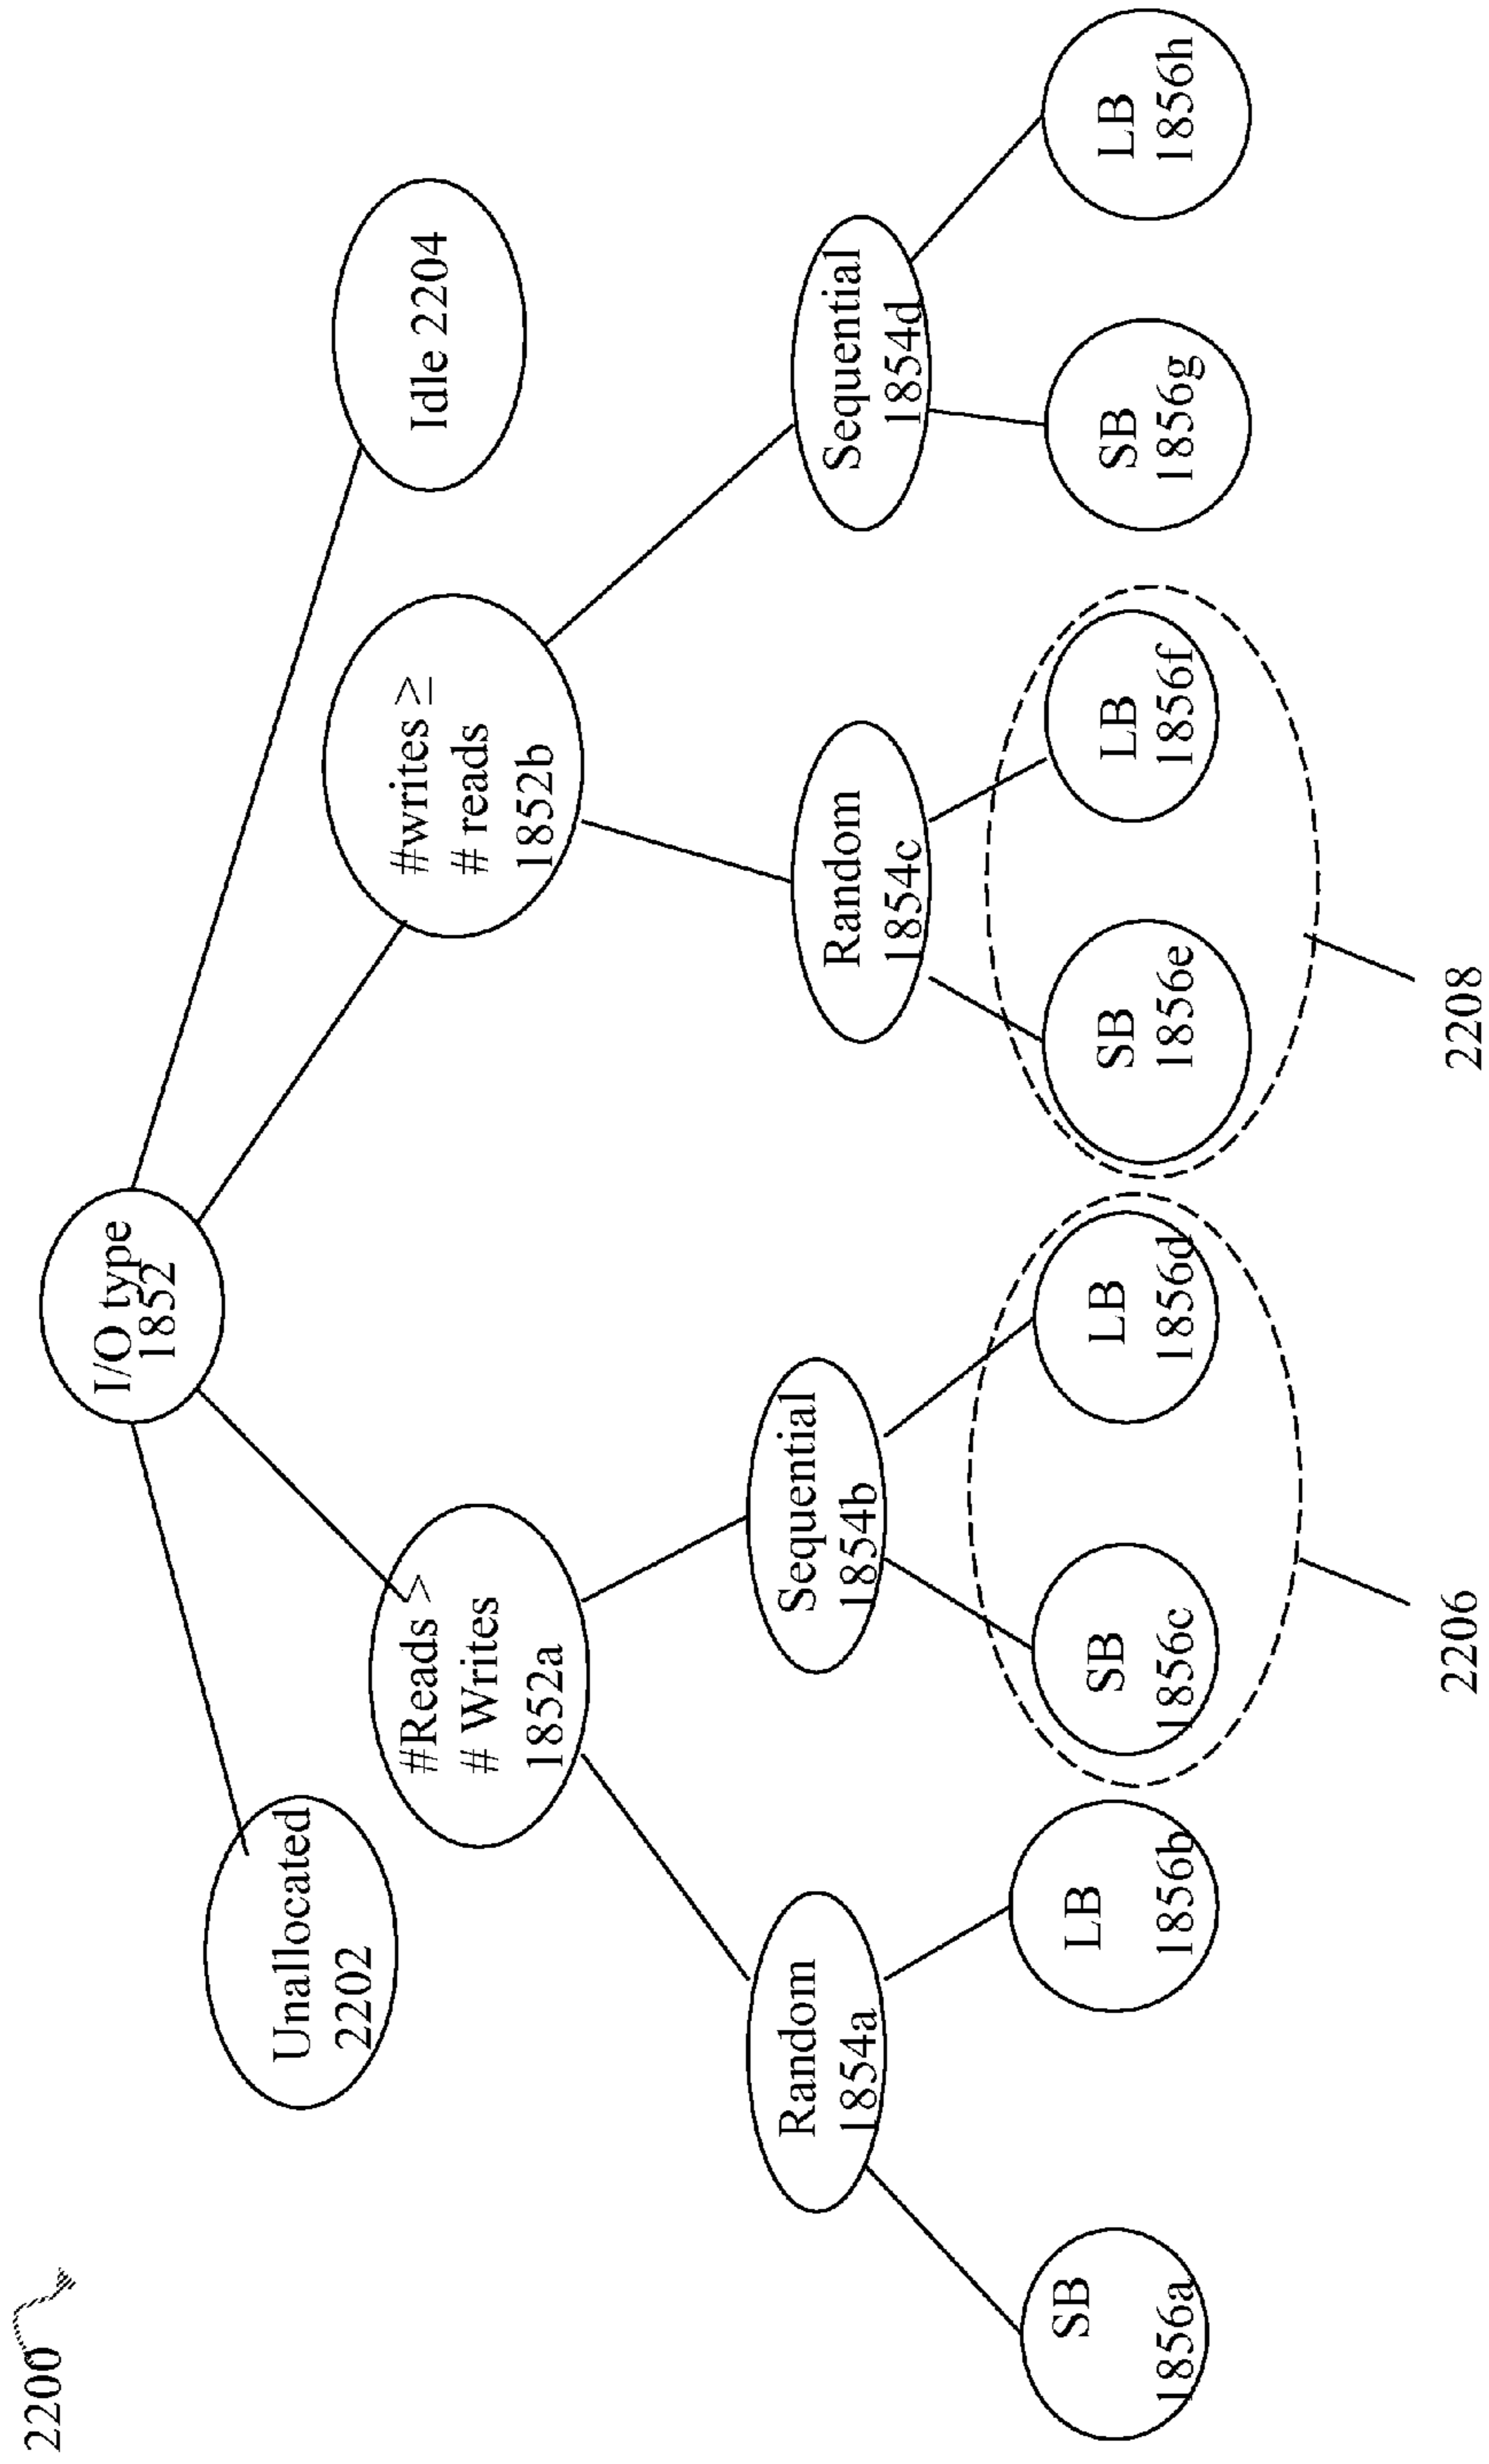 2200
I/O type
1852
Unallocated
2202
#Reads >
# Writes
1852a
#writes ≥
# reads
1852b
Idle 2204
Random
1854a
Sequential
1854b
Random
1854c
Sequential
1854d
SB
1856a
LB
1856b
SB
1856c
LB
1856d
SB
1856e
LB
1856f
SB
1856g
LB
1856h
2206
2208